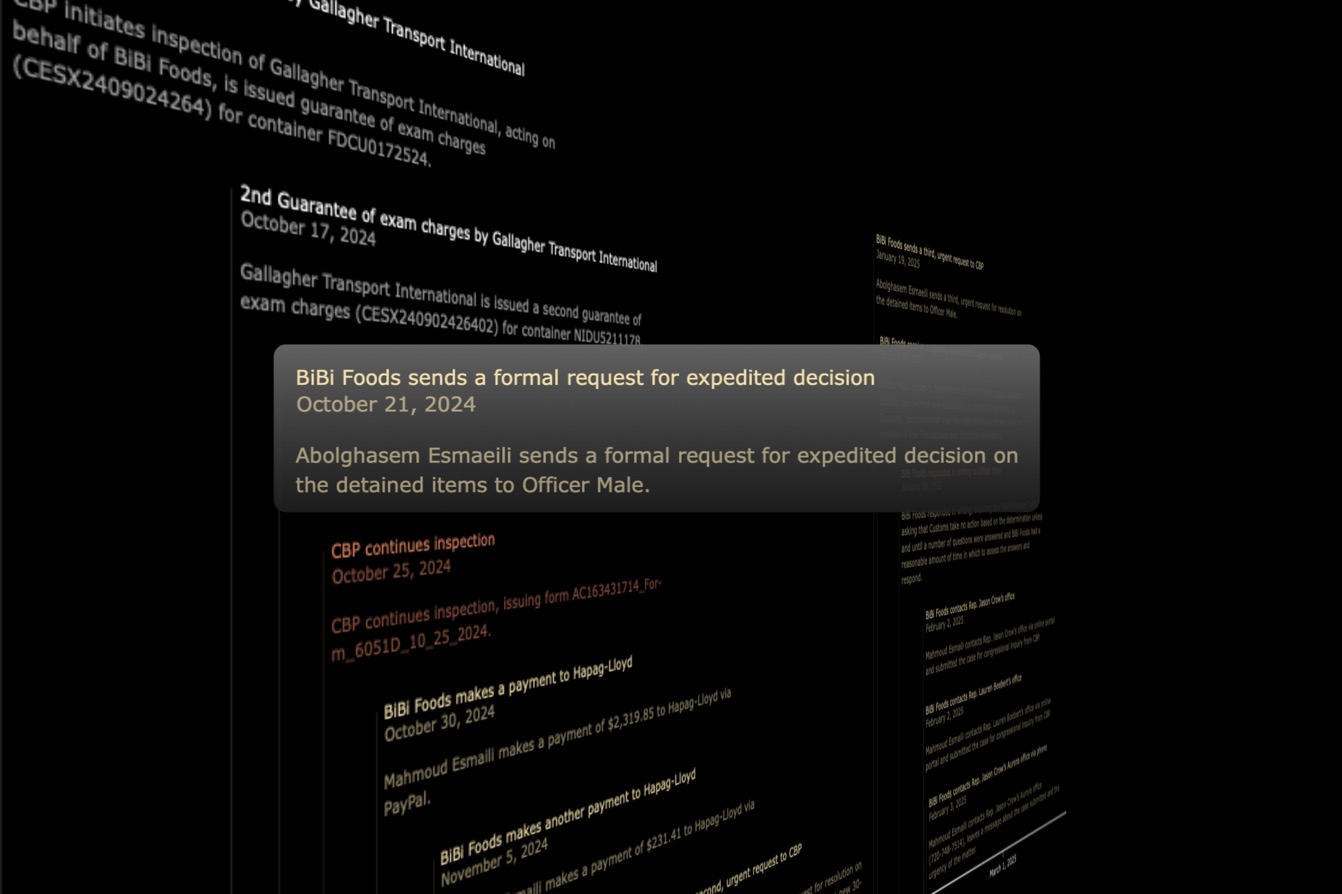 by Gallagher Transport International
CBP initiates inspection of Gallagher Transport International, acting on
behalf of BiBi Foods, is issued guarantee of exam charges
(CESX2409024264) for container FDCU0172524.
2nd Guarantee of exam charges by Gallagher Transport International
October 17, 2024
Gallagher Transport International is issued a second guarantee of
exam charges (CESX240902426402) for container NIDU5211178
BiBi Foods sends a formal request for expedited decision
October 21, 2024
Abolghasem Esmaeili sends a formal request for expedited decision on
the detained items to Officer Male.
CBP continues inspection
October 25, 2024
CBP continues inspection, issuing form AC163431714_For-
m_6051D_10_25_2024.
BiBi Foods makes a payment to Hapag-Lloyd
October 30, 2024
Mahmoud Esmaili makes a payment of $2,319.85 to Hapag-Lloyd via
PayPal.
BiBi Foods makes another payment to Hapag-Lloyd
November 5, 2024
makes a payment of $231.41 to Hapag-Lloyd via
second, urgent request to CBP
request for resolution on
new 30-
BiBi Foods sends a third, urgent request to CBP
January 19, 2025
Abolghasem Esmaeili sends a third, urgent request for resolution on
the detained items to Officer Male.
BiBi Foods
BiBi Foods responded in writing
asking that Customs take no action based on the determination unless
and until a number of questions were answered and BiBi Foods had a
reasonable amount of time in which to assess the answers and
respond.
BiBi Foods contacts Rep. Jason Crow's office
February 2, 2025
Mahmoud Esmaili contacts Rep. Jason Crow's office via online portal
and submitted the case for congressional inquiry from CBP.
BiBi Foods contacts Rep. Lauren Boebert's office
February 2, 2025
Mahmoud Esmaili contacts Rep. Lauren Boebert's office via online
portal and submitted the case for congressional inquiry from CBP.
BiBi Foods contacts Rep. Jason Crow's Aurora office via phone
February 3, 2025
Mahmoud Esmaili contacts Rep. Jason Crow's Aurora office
(720-748-7514), leaves a message about the case submitted and the
urgency of the matter.
March 1, 2025